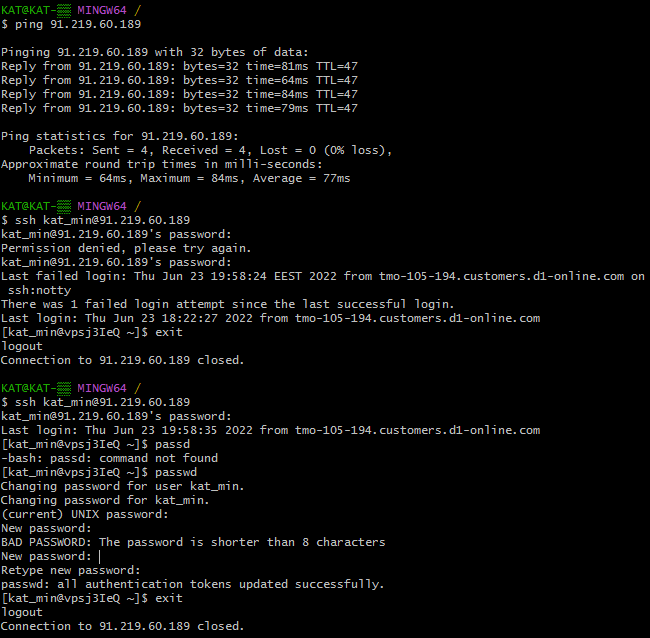 KAT@KAT-▒▒ MINGW64 /
$ ping 91.219.60.189
Pinging 91.219.60.189 with 32 bytes of data:
Reply from 91.219.60.189: bytes=32 time=81ms TTL=47
Reply from 91.219.60.189: bytes=32 time=64ms TTL=47
Reply from 91.219.60.189: bytes=32 time=84ms TTL=47
Reply from 91.219.60.189: bytes=32 time=79ms TTL=47
Ping statistics for 91.219.60.189:
    Packets: Sent = 4, Received = 4, Lost = 0 (0% loss),
Approximate round trip times in milli-seconds:
    Minimum = 64ms, Maximum = 84ms, Average = 77ms
KAT@KAT-▒▒ MINGW64 /
$ ssh kat_min@91.219.60.189
kat_min@91.219.60.189's password:
Permission denied, please try again.
kat_min@91.219.60.189's password:
Last failed login: Thu Jun 23 19:58:24 EEST 2022 from tmo-105-194.customers.d1-online.com on
 ssh:notty
There was 1 failed login attempt since the last successful login.
Last login: Thu Jun 23 18:22:27 2022 from tmo-105-194.customers.d1-online.com
[kat_min@vpsj3IeQ ~]$ exit
logout
Connection to 91.219.60.189 closed.
KAT@KAT-▒▒ MINGW64 /
$ ssh kat_min@91.219.60.189
kat_min@91.219.60.189's password:
Last login: Thu Jun 23 19:58:35 2022 from tmo-105-194.customers.d1-online.com
[kat_min@vpsj3IeQ ~]$ passd
-bash: passd: command not found
[kat_min@vpsj3IeQ ~]$ passwd
Changing password for user kat_min.
Changing password for kat_min.
(current) UNIX password:
New password:
BAD PASSWORD: The password is shorter than 8 characters
New password:
Retype new password:
passwd: all authentication tokens updated successfully.
[kat_min@vpsj3IeQ ~]$ exit
logout
Connection to 91.219.60.189 closed.